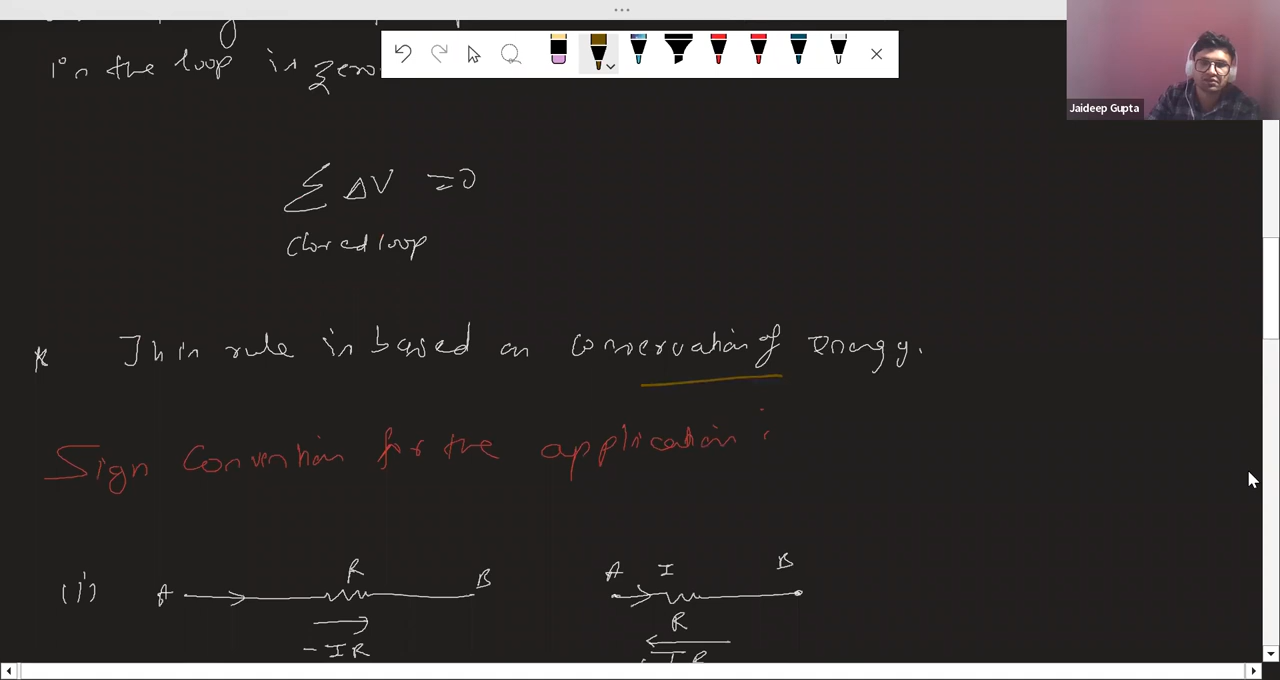 in the loop is zero
Jaideep Gupta
∑ ΔV = 0
closed loop
* This rule is based on conservation of energy.
Sign Convention for the application :
(i) A R B A I B
R
-IR
IR